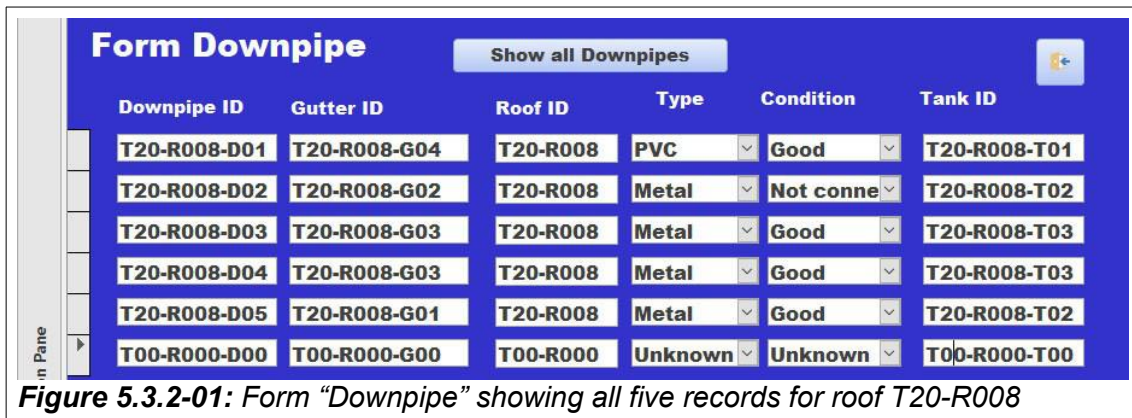 Form Downpipe Show all Downpipes
Downpipe ID Gutter ID Roof ID Type Condition Tank ID
T20-R008-D01 T20-R008-G04 T20-R008 PVC Good T20-R008-T01
T20-R008-D02 T20-R008-G02 T20-R008 Metal Not conne T20-R008-T02
T20-R008-D03 T20-R008-G03 T20-R008 Metal Good T20-R008-T03
T20-R008-D04 T20-R008-G03 T20-R008 Metal Good T20-R008-T03
T20-R008-D05 T20-R008-G01 T20-R008 Metal Good T20-R008-T02
T00-R000-D00 T00-R000-G00 T00-R000 Unknown Unknown T00-R000-T00
on Pane
Figure 5.3.2-01: Form “Downpipe” showing all five records for roof T20-R008